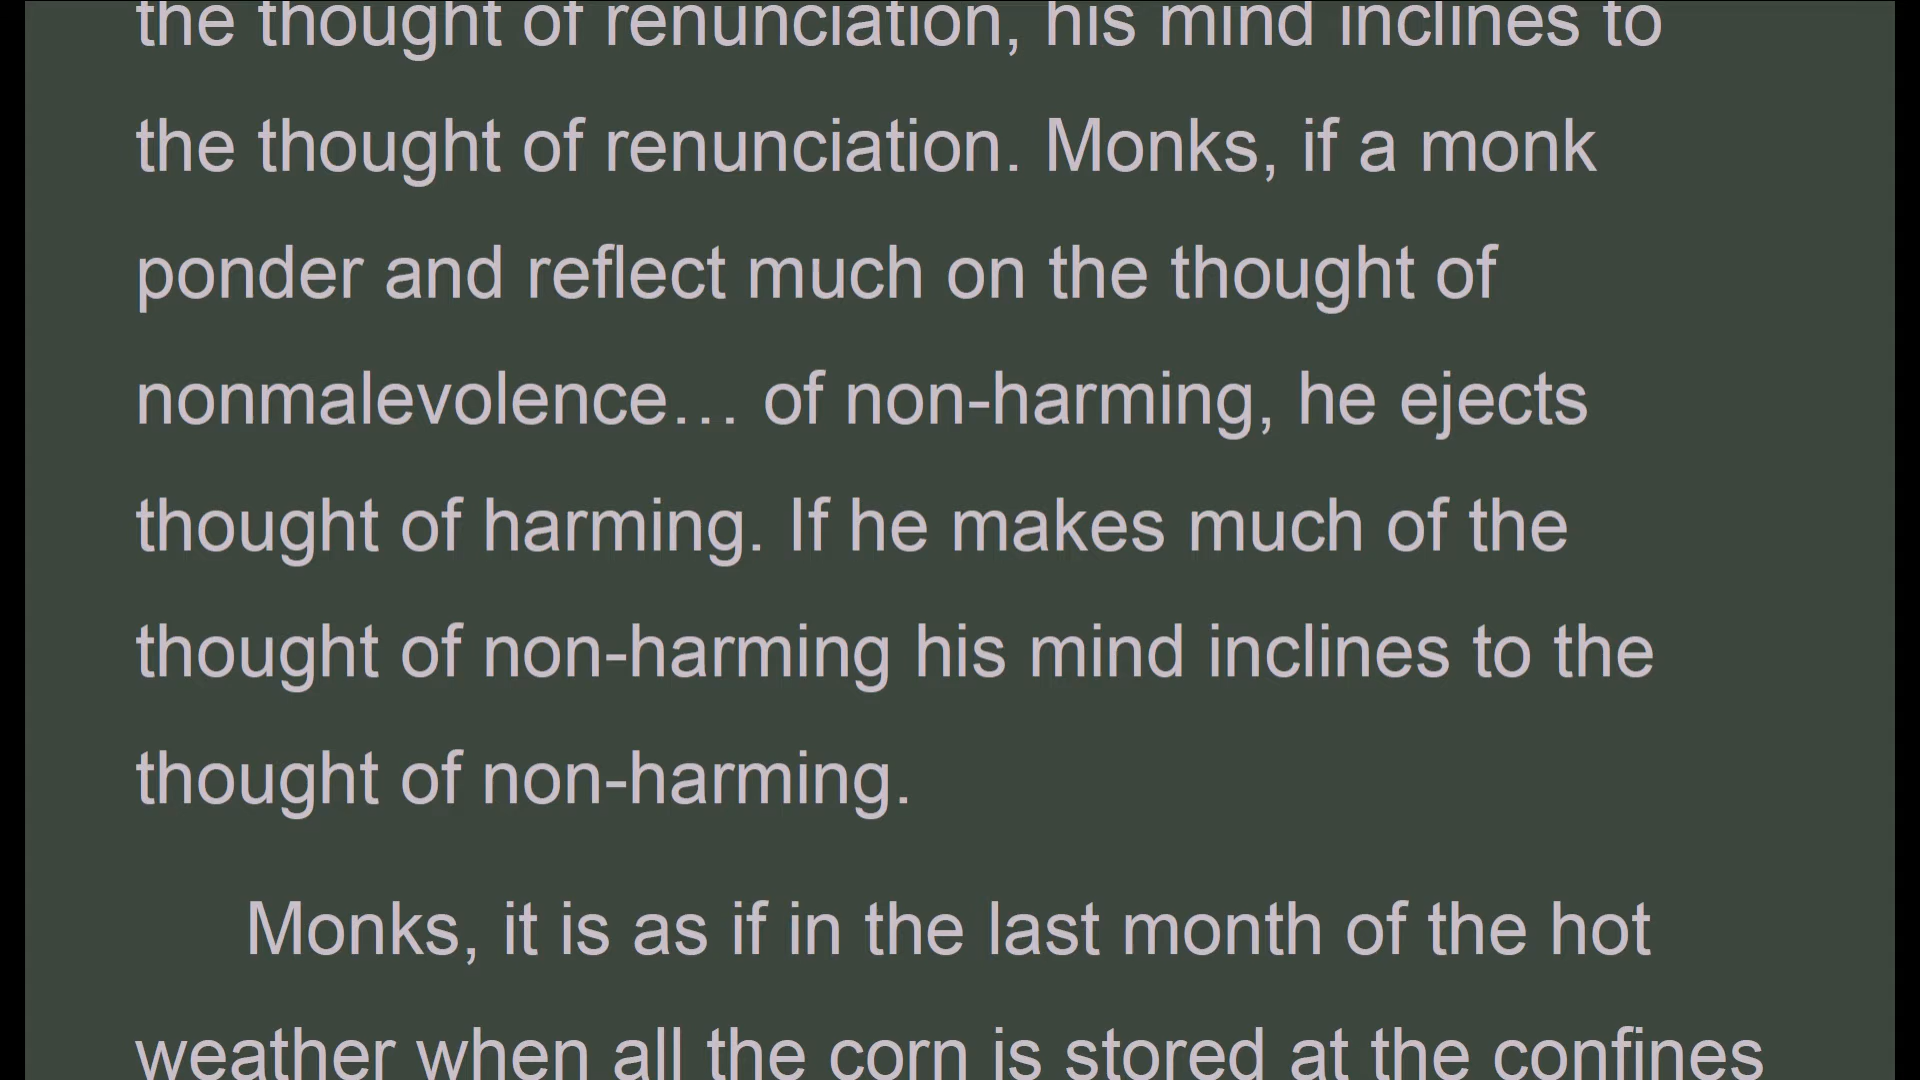 the thought of renunciation, his mind inclines to
the thought of renunciation. Monks, if a monk
ponder and reflect much on the thought of
nonmalevolence… of non-harming, he ejects
thought of harming. If he makes much of the
thought of non-harming his mind inclines to the
thought of non-harming.
Monks, it is as if in the last month of the hot
weather when all the corn is stored at the confines